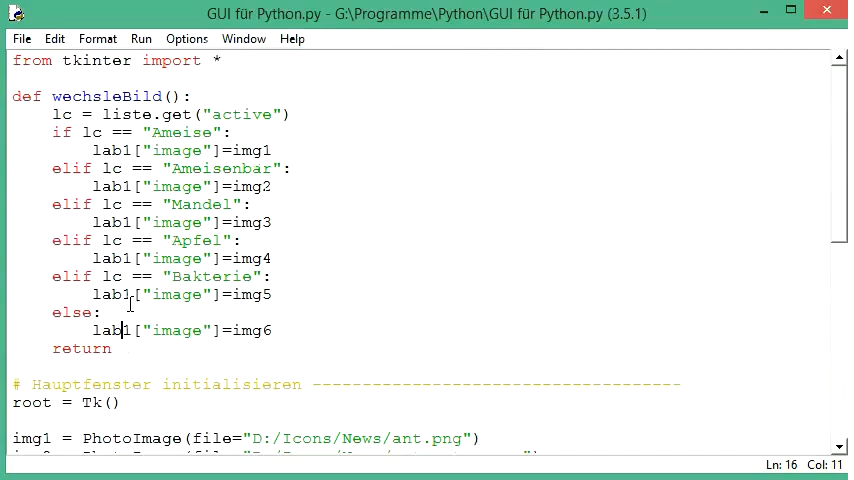 GUI für Python.py - G:\Programme\Python\GUI für Python.py (3.5.1)
File Edit Format Run Options Window Help
from tkinter import *
def wechsleBild():
lc = liste.get("active")
if lc == "Ameise":
lab1["image"]=img1
elif lc == "Ameisenbär":
lab1["image"]=img2
elif lc == "Mandel":
lab1["image"]=img3
elif lc == "Apfel":
lab1["image"]=img4
elif lc == "Bakterie":
lab1["image"]=img5
else:
lab1["image"]=img6
return
# Hauptfenster initialisieren -------------------------------------
root = Tk()
img1 = PhotoImage(file="D:/Icons/News/ant.png")
Ln: 16 Col: 11